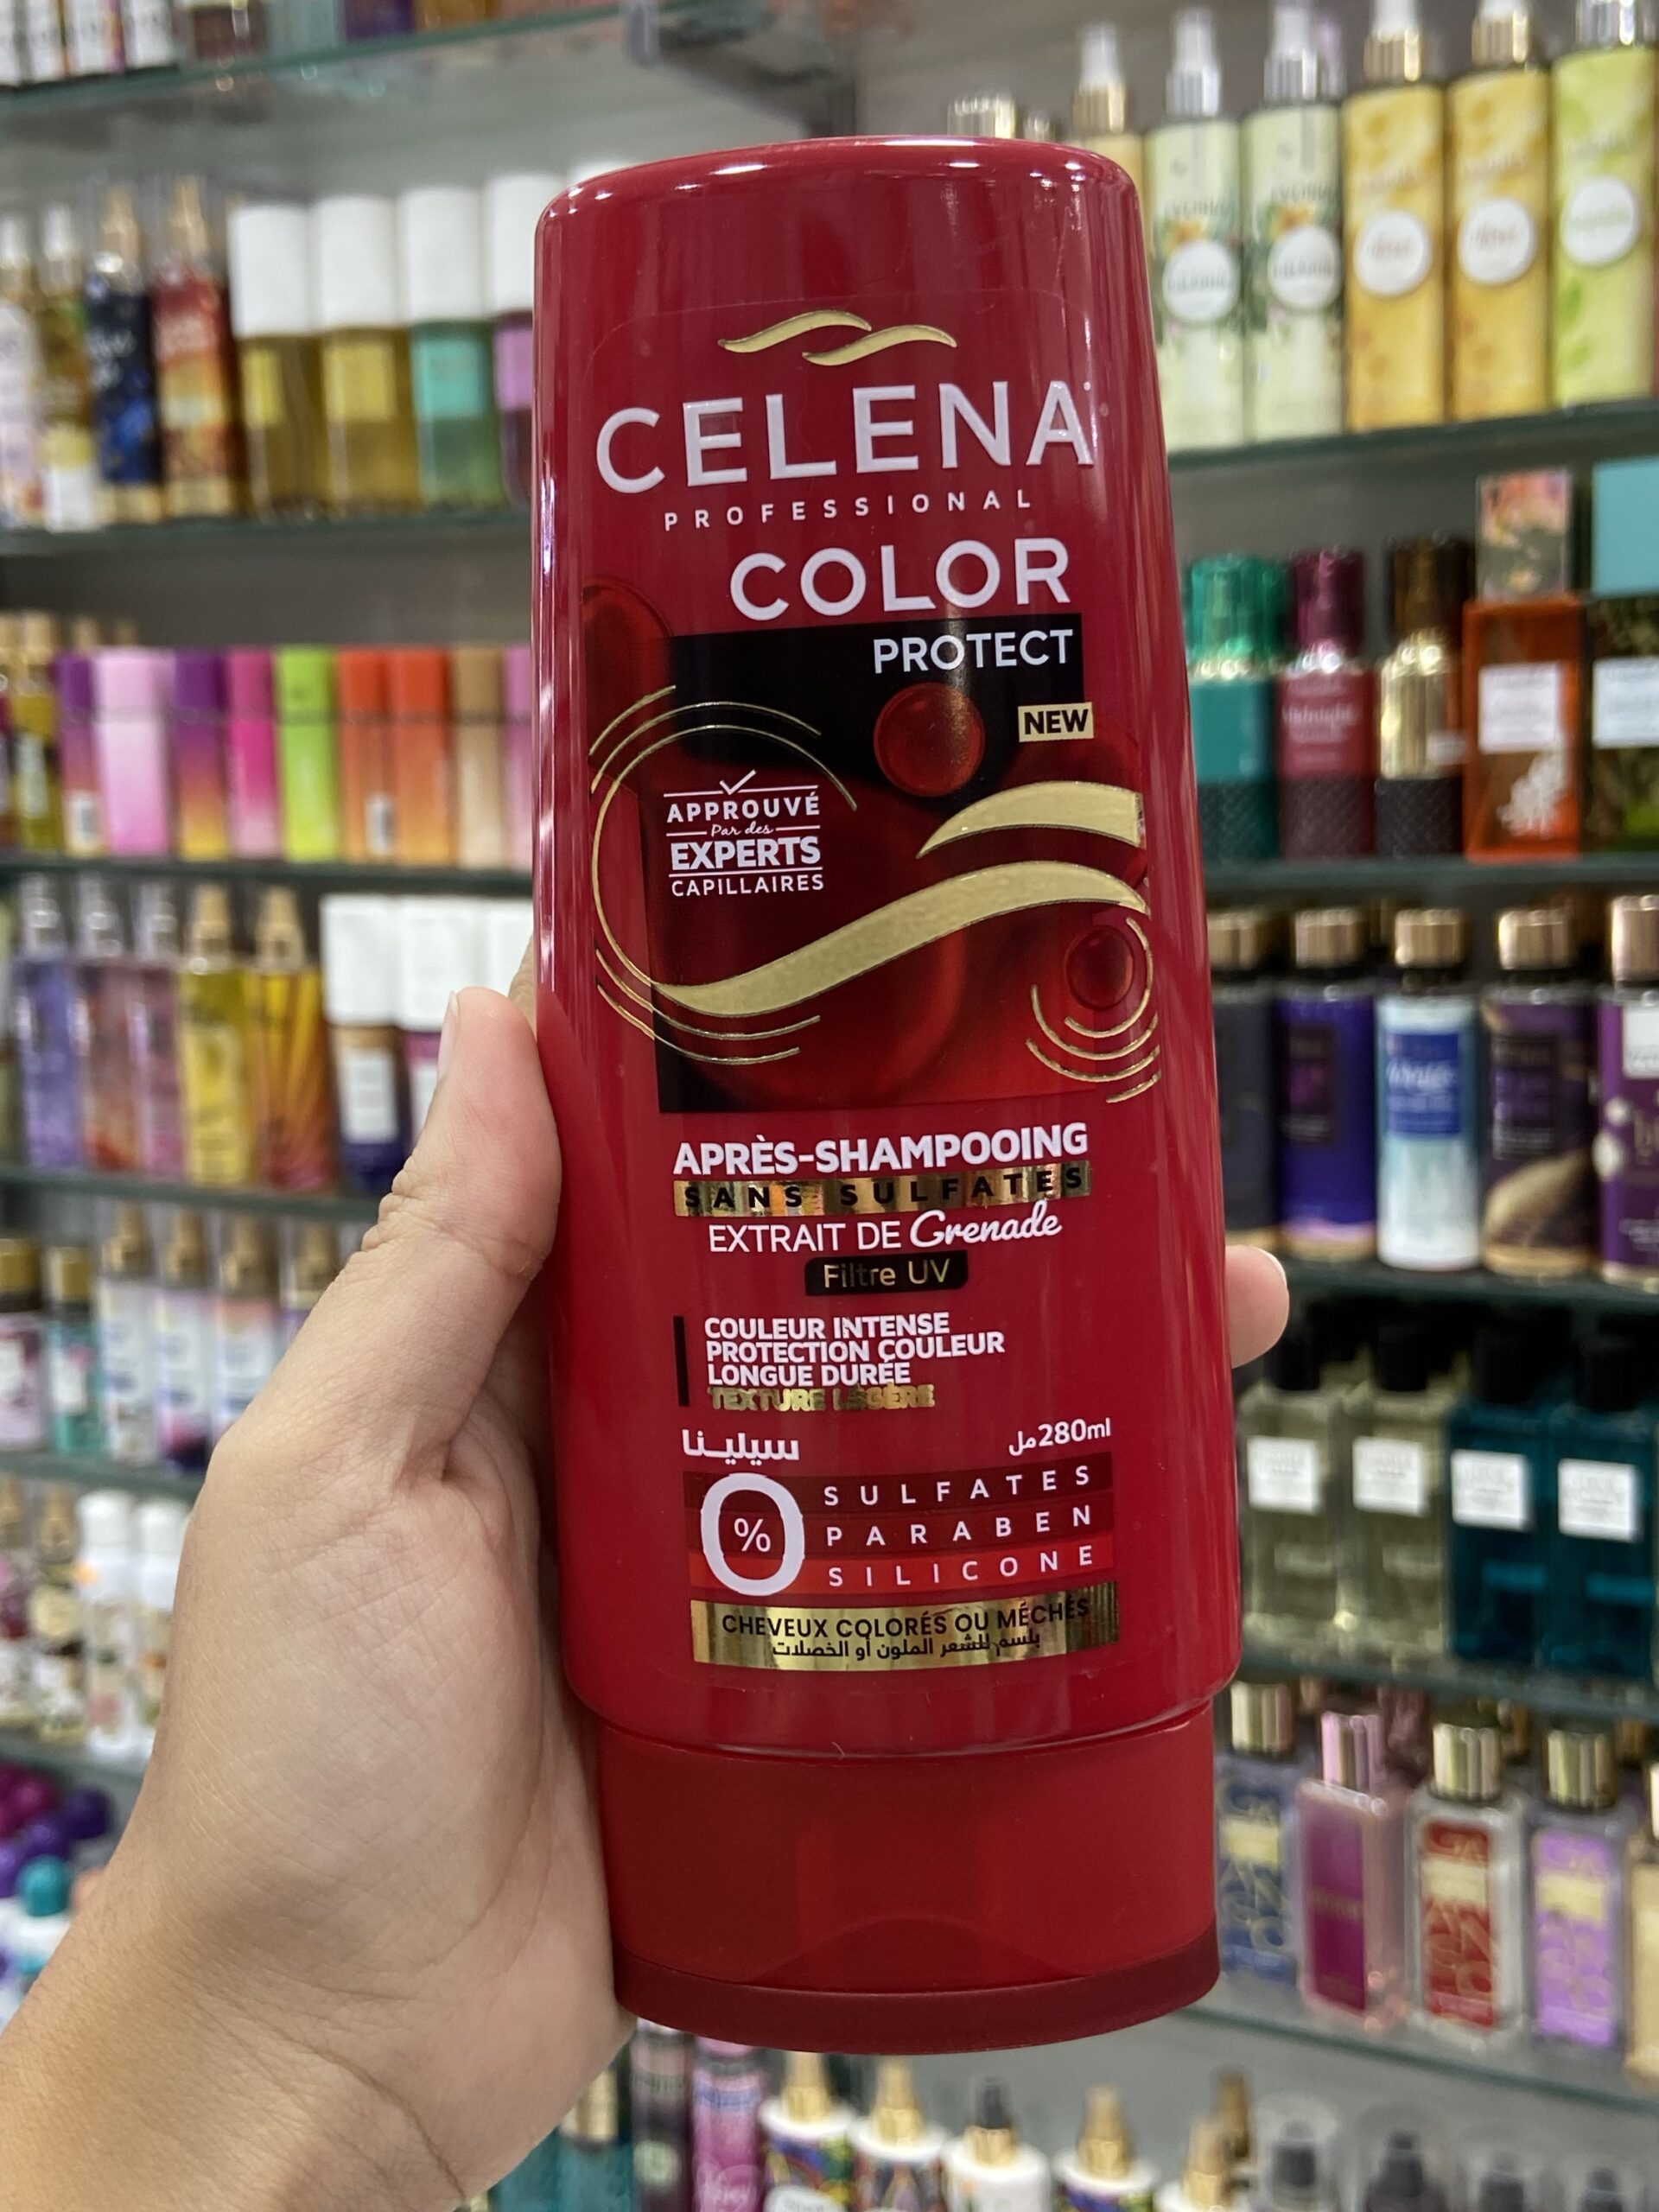 CELENA
PROFESSIONAL
COLOR
PROTECT
NEW
APPROUVÉ
Par des
EXPERTS
CAPILLAIRES
APRÈS-SHAMPOOING
SANS SULFATES
EXTRAIT DE Grenade
Filtre UV
COULEUR INTENSE
PROTECTION COULEUR
LONGUE DURÉE
TEXTURE LÉGÈRE
سيلينا
280ml مل
0% SULFATES
PARABEN
SILICONE
CHEVEUX COLORÉS OU MÉCHÉS
بلسم للشعر الملون أو الخصلات